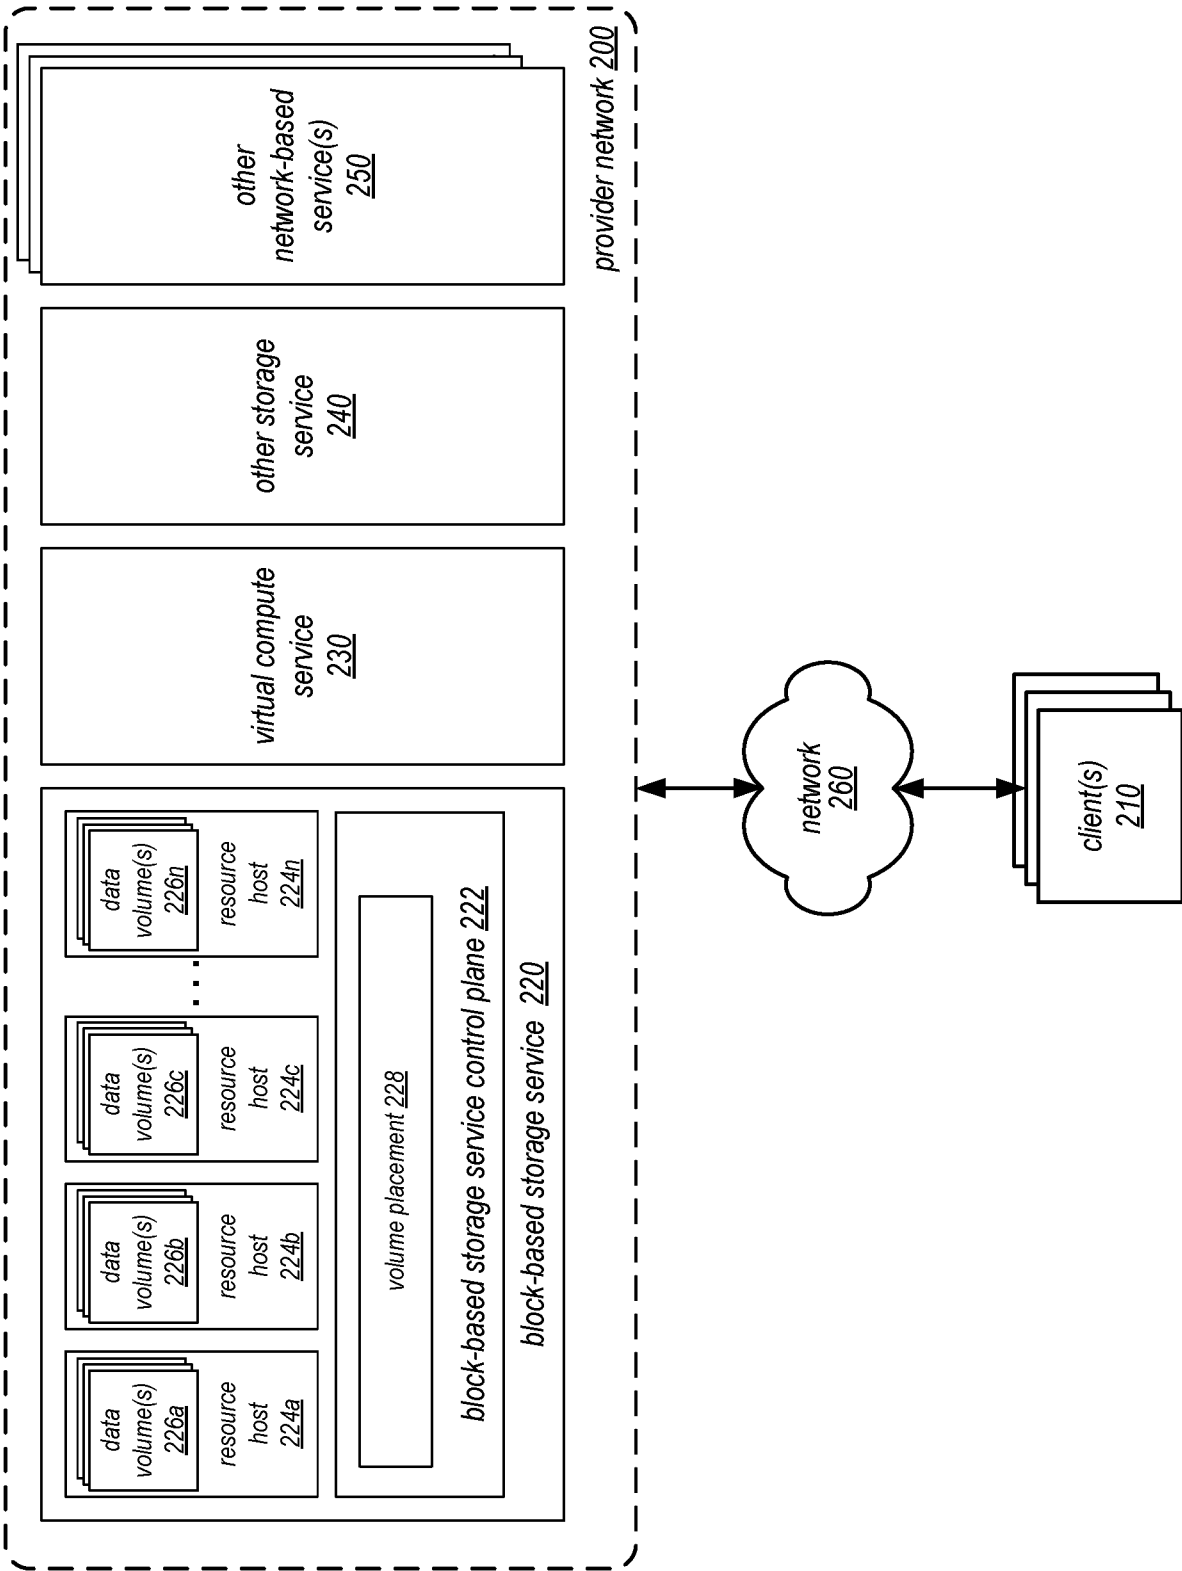 data
volume(s)
226a
resource
host
224a
data
volume(s)
226b
resource
host
224b
data
volume(s)
226c
resource
host
224c
. . .
data
volume(s)
226n
resource
host
224n
volume placement 228
block-based storage service control plane 222
block-based storage service 220
virtual compute
service
230
other storage
service
240
other
network-based
service(s)
250
provider network 200
network
260
client(s)
210